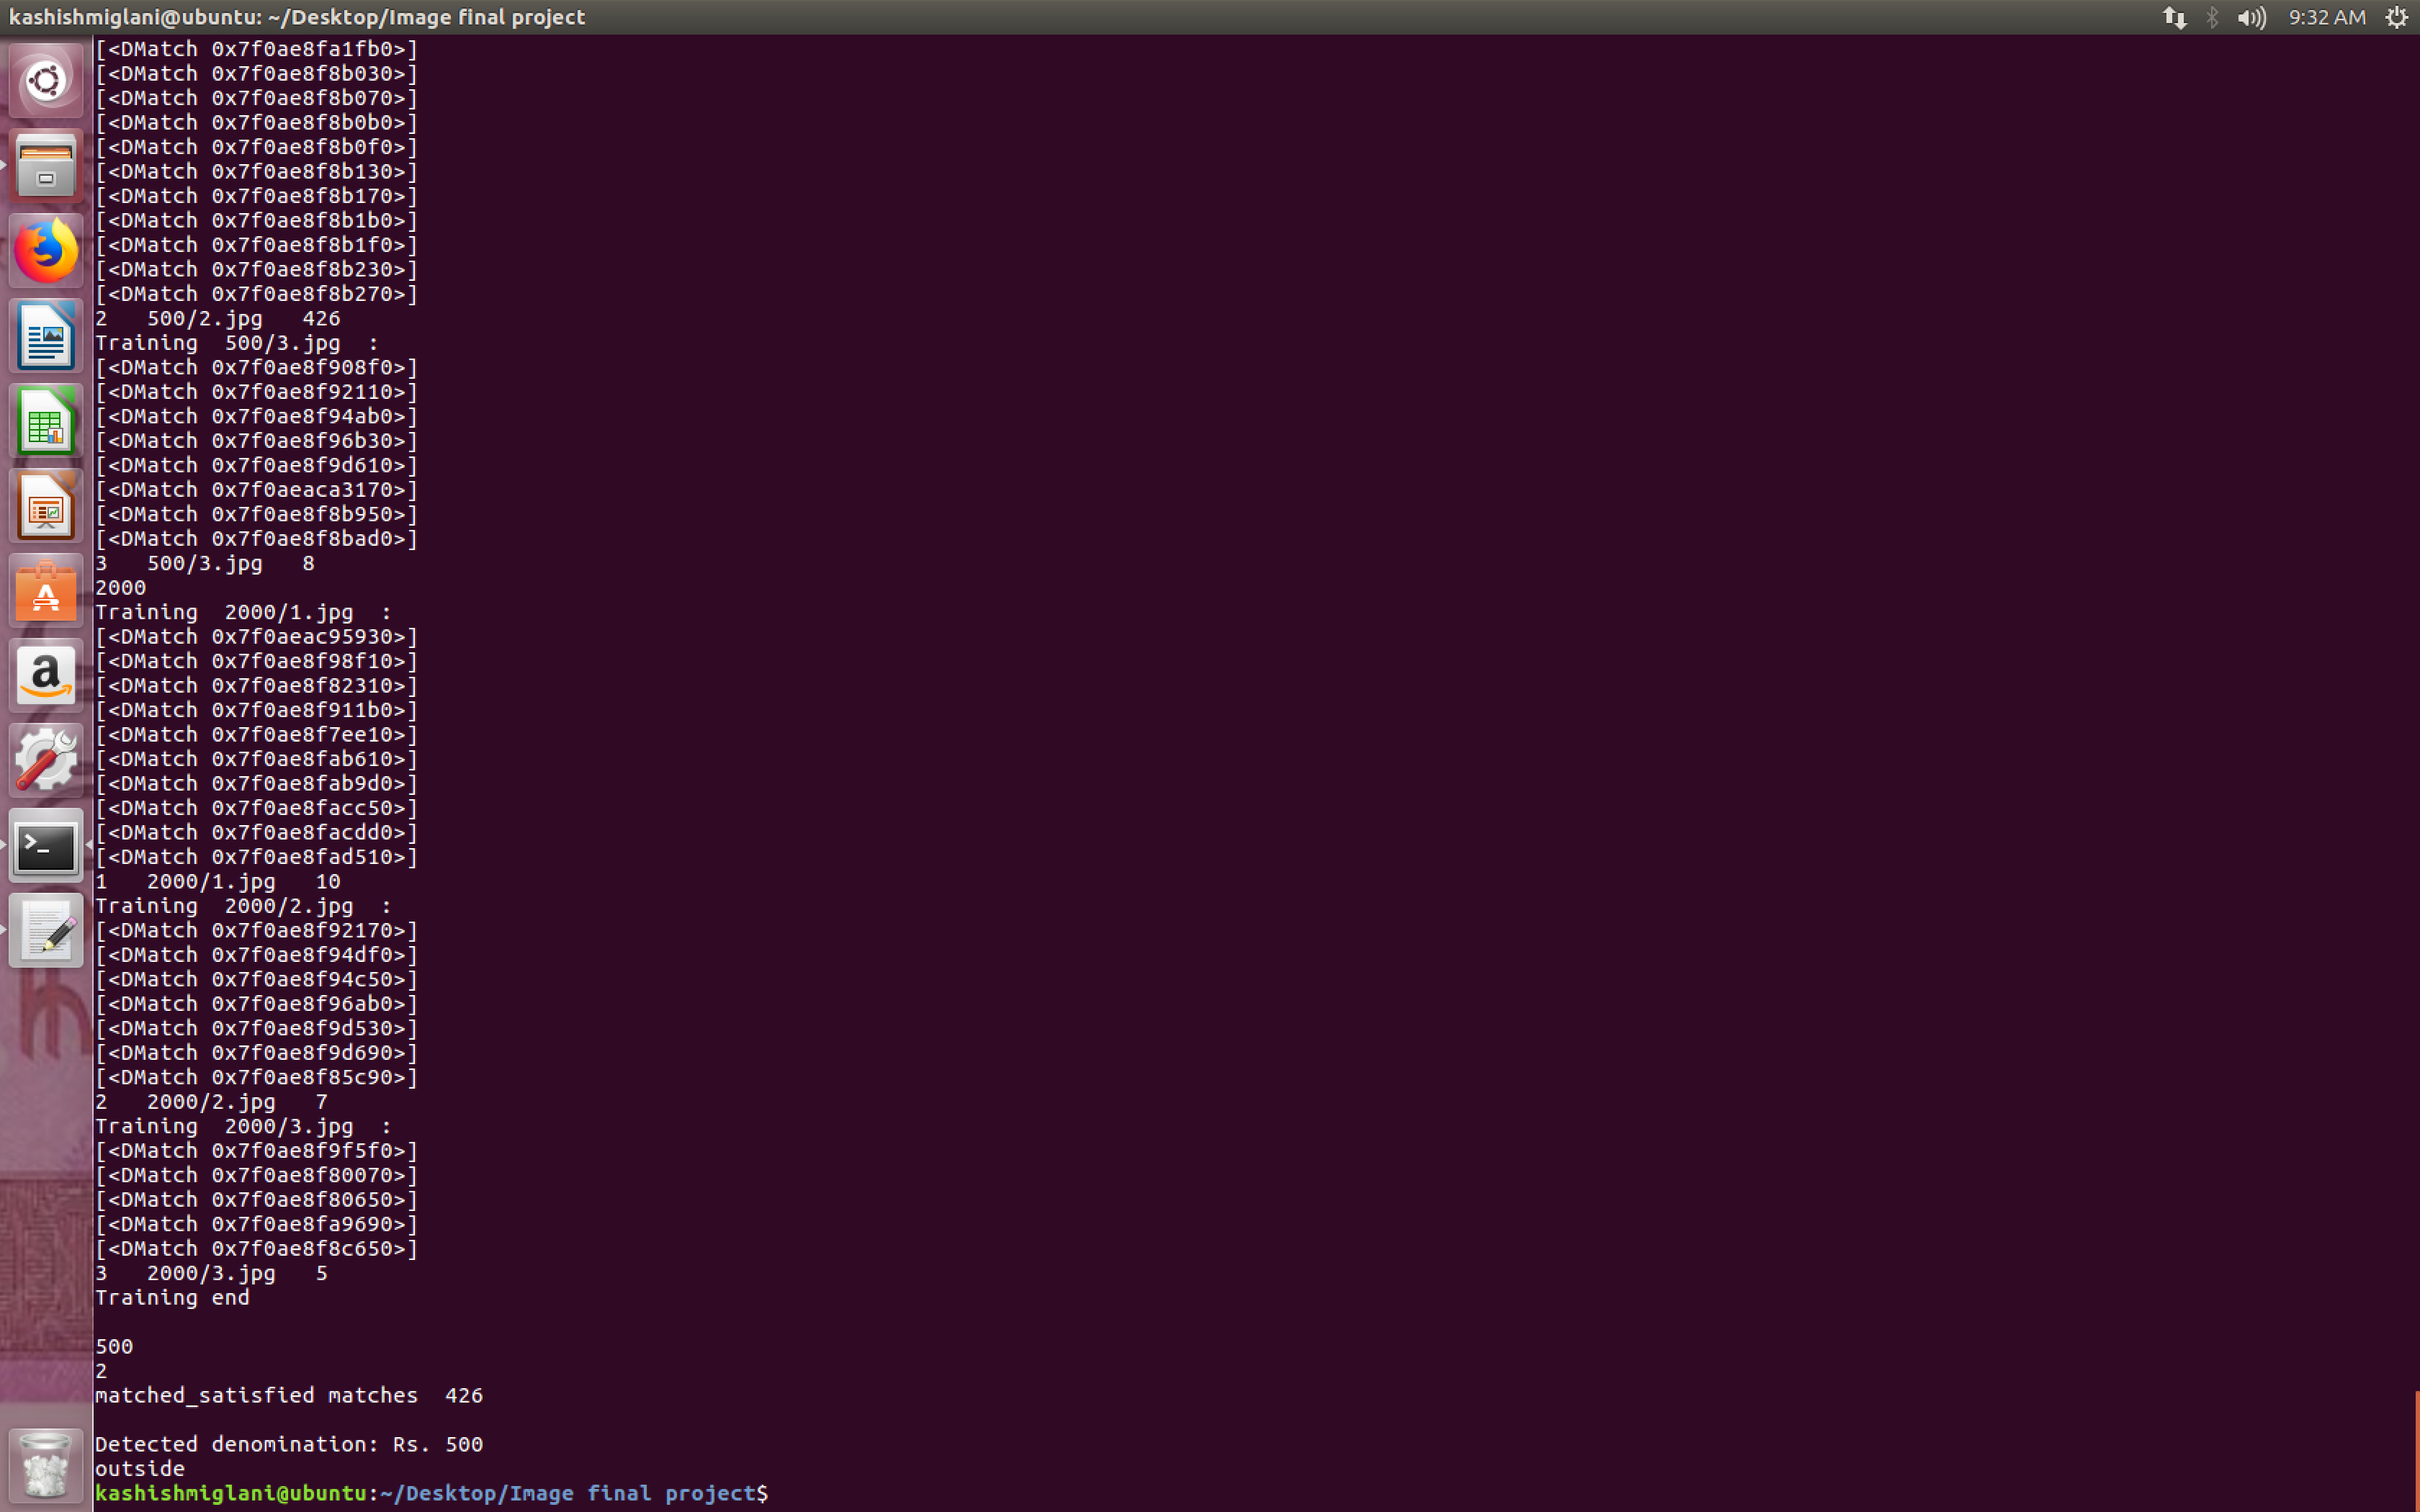 kashishmiglani@ubuntu: ~/Desktop/Image final project
9:32 AM
[<DMatch 0x7f0ae8fa1fb0>]
[<DMatch 0x7f0ae8f8b030>]
[<DMatch 0x7f0ae8f8b070>]
[<DMatch 0x7f0ae8f8b0b0>]
[<DMatch 0x7f0ae8f8b0f0>]
[<DMatch 0x7f0ae8f8b130>]
[<DMatch 0x7f0ae8f8b170>]
[<DMatch 0x7f0ae8f8b1b0>]
[<DMatch 0x7f0ae8f8b1f0>]
[<DMatch 0x7f0ae8f8b230>]
[<DMatch 0x7f0ae8f8b270>]
2   500/2.jpg   426
Training  500/3.jpg  :
[<DMatch 0x7f0ae8f908f0>]
[<DMatch 0x7f0ae8f92110>]
[<DMatch 0x7f0ae8f94ab0>]
[<DMatch 0x7f0ae8f96b30>]
[<DMatch 0x7f0ae8f9d610>]
[<DMatch 0x7f0aeaca3170>]
[<DMatch 0x7f0ae8f8b950>]
[<DMatch 0x7f0ae8f8bad0>]
3   500/3.jpg   8
2000
Training  2000/1.jpg  :
[<DMatch 0x7f0aeac95930>]
[<DMatch 0x7f0ae8f98f10>]
[<DMatch 0x7f0ae8f82310>]
[<DMatch 0x7f0ae8f911b0>]
[<DMatch 0x7f0ae8f7ee10>]
[<DMatch 0x7f0ae8fab610>]
[<DMatch 0x7f0ae8fab9d0>]
[<DMatch 0x7f0ae8facc50>]
[<DMatch 0x7f0ae8facdd0>]
[<DMatch 0x7f0ae8fad510>]
1   2000/1.jpg   10
Training  2000/2.jpg  :
[<DMatch 0x7f0ae8f92170>]
[<DMatch 0x7f0ae8f94df0>]
[<DMatch 0x7f0ae8f94c50>]
[<DMatch 0x7f0ae8f96ab0>]
[<DMatch 0x7f0ae8f9d530>]
[<DMatch 0x7f0ae8f9d690>]
[<DMatch 0x7f0ae8f85c90>]
2   2000/2.jpg   7
Training  2000/3.jpg  :
[<DMatch 0x7f0ae8f9f5f0>]
[<DMatch 0x7f0ae8f80070>]
[<DMatch 0x7f0ae8f80650>]
[<DMatch 0x7f0ae8fa9690>]
[<DMatch 0x7f0ae8f8c650>]
3   2000/3.jpg   5
Training end
500
2
matched_satisfied matches  426
Detected denomination: Rs. 500
outside
kashishmiglani@ubuntu:~/Desktop/Image final project$